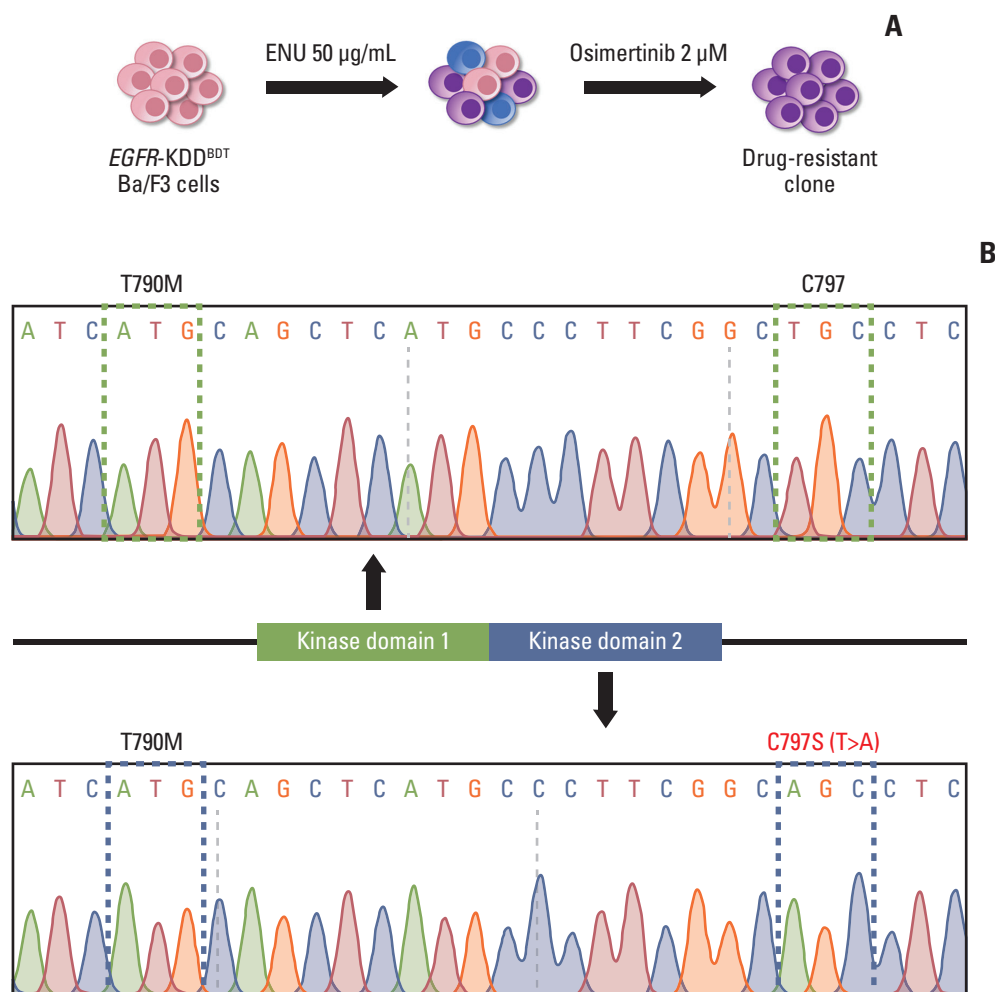 A
ENU 50 µg/mL
Osimertinib 2 µM
EGFR-KDDBDT
Ba/F3 cells
Drug-resistant
clone
B
T790M
C797
A T C A T G C A G C T C A T G C C C T T C G G C T G C C T C
Kinase domain 1
Kinase domain 2
T790M
C797S (T>A)
A T C A T G C A G C T C A T G C C C T T C G G C A G C C T C